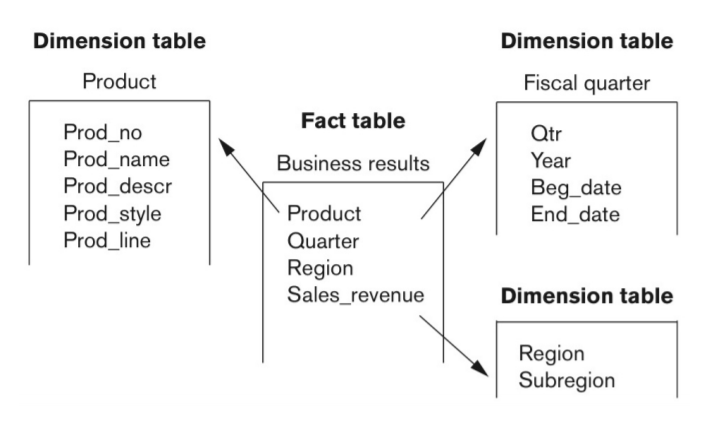 Dimension table
Product
Prod_no
Prod_name
Prod_descr
Prod_style
Prod_line
Fact table
Business results
Product
Quarter
Region
Sales_revenue
Dimension table
Fiscal quarter
Qtr
Year
Beg_date
End_date
Dimension table
Region
Subregion